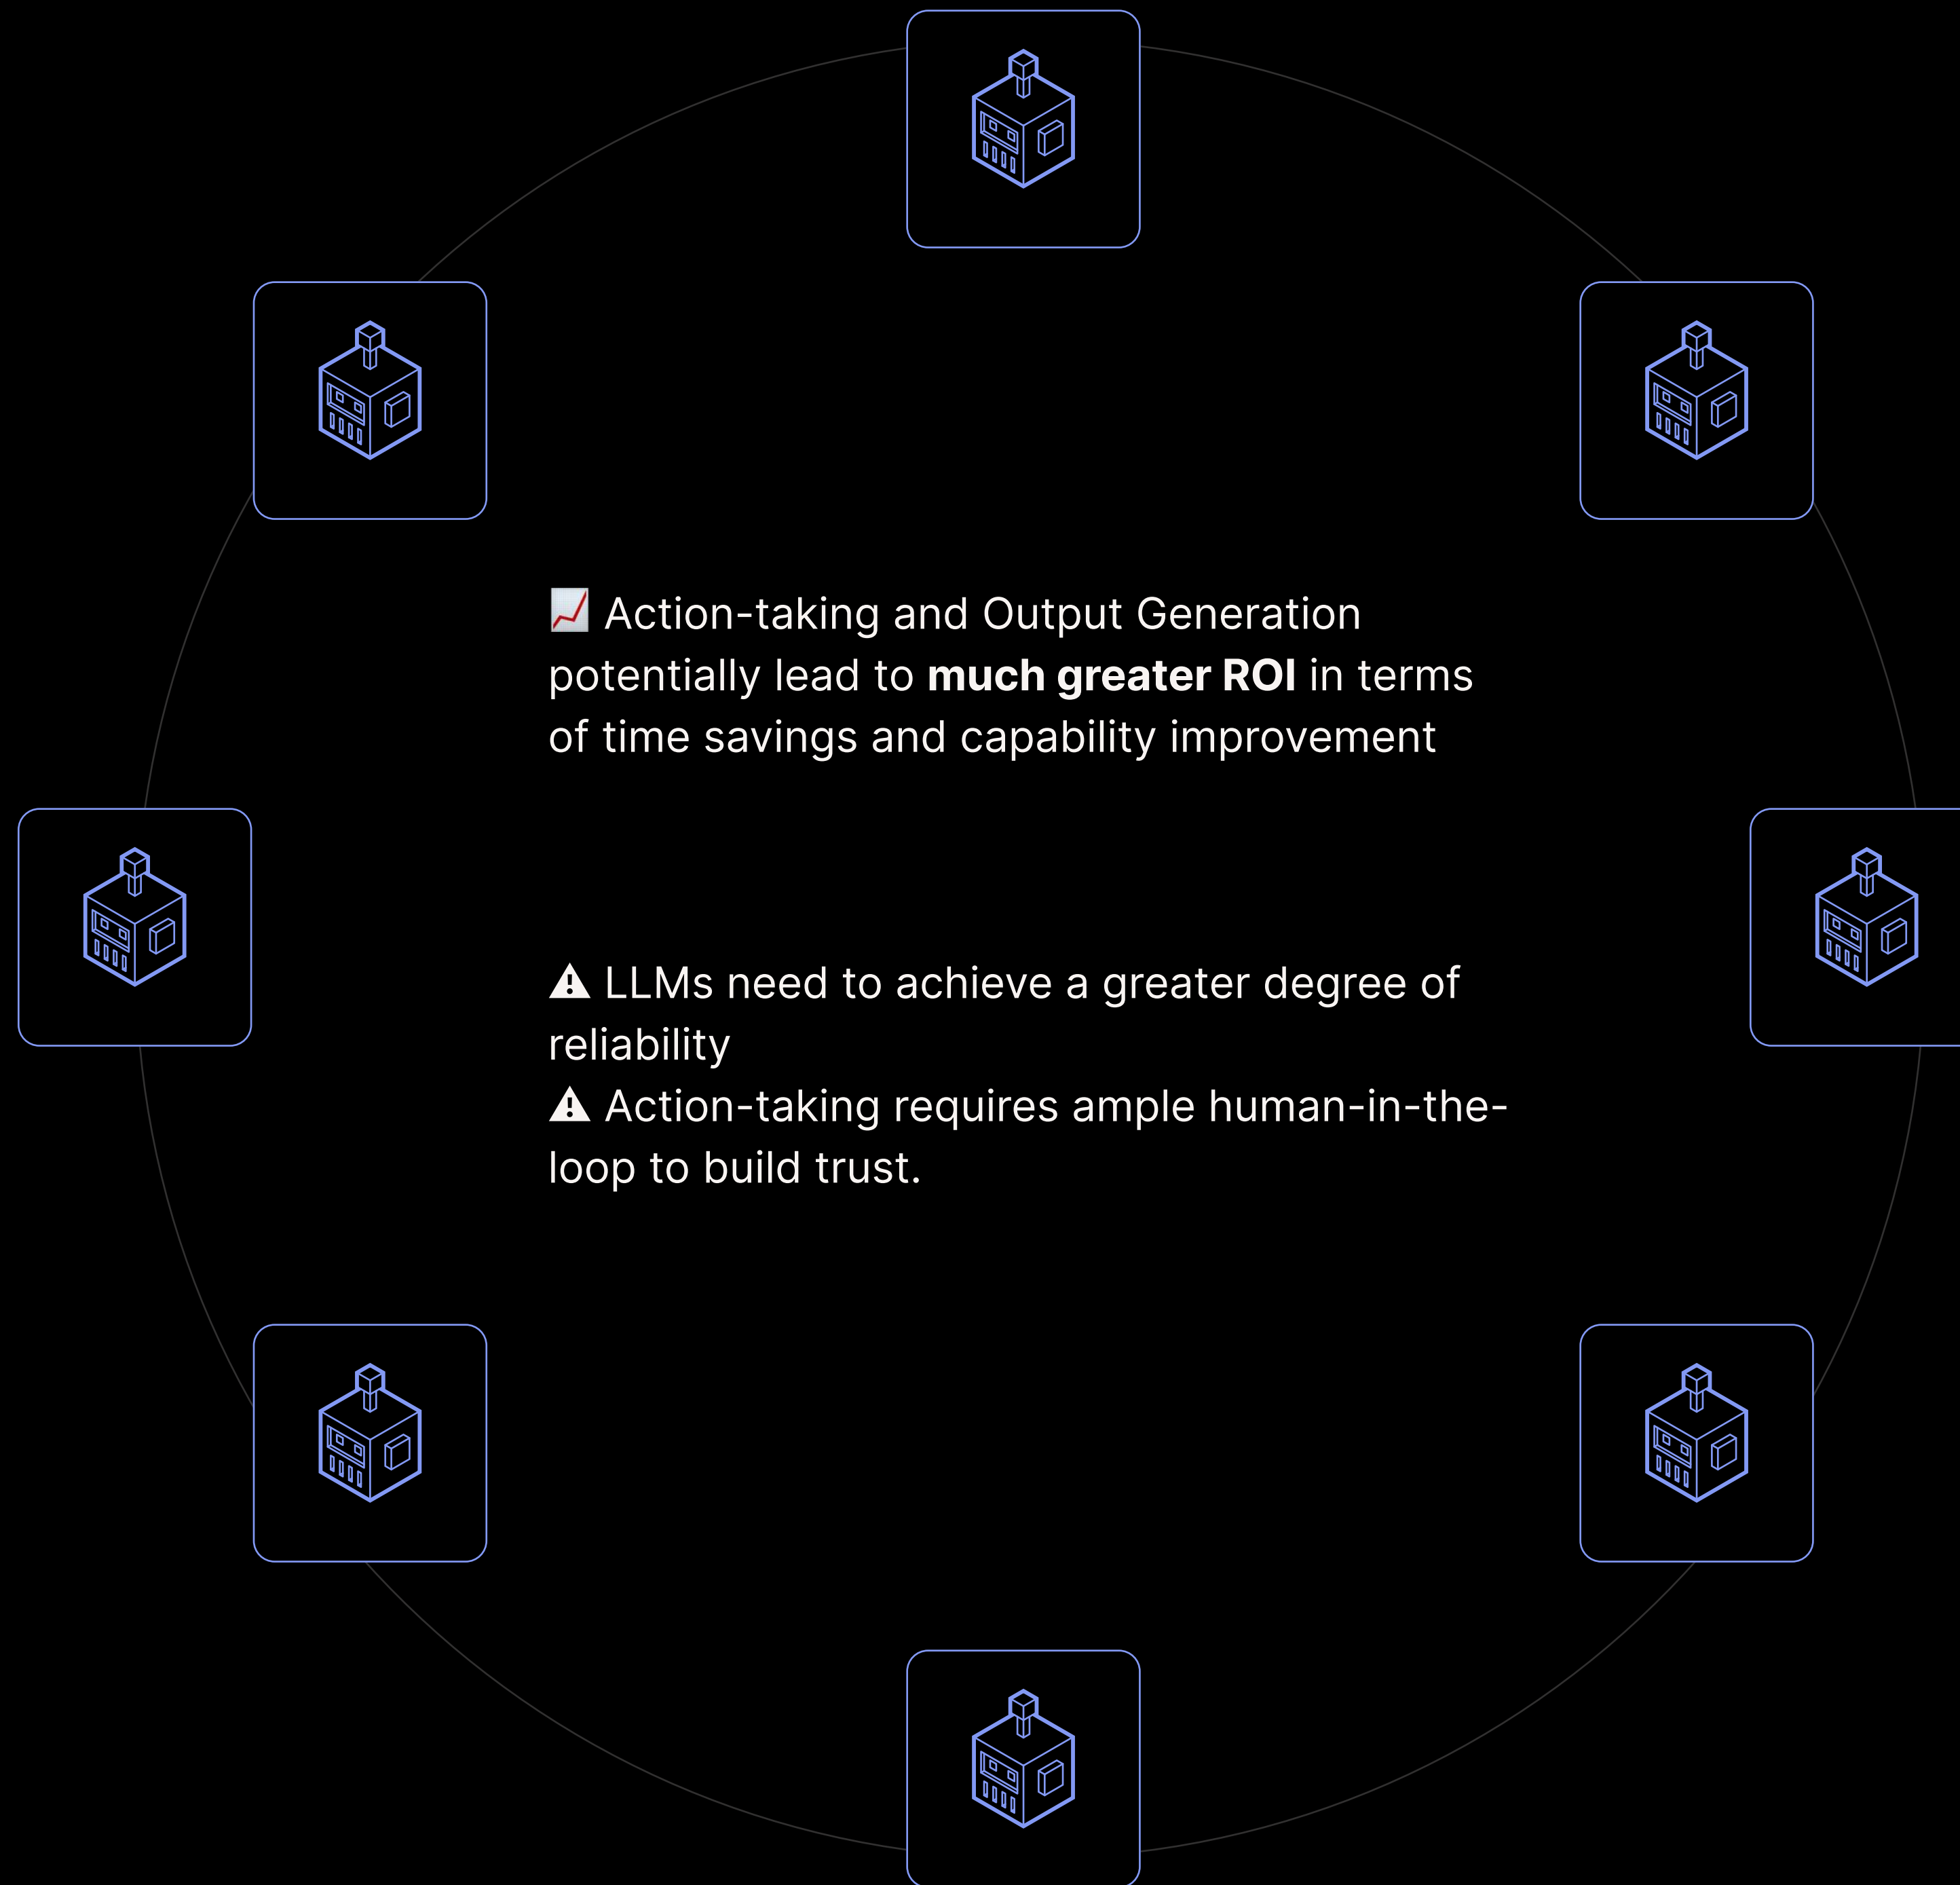 📈 Action-taking and Output Generation
potentially lead to much greater ROI in terms
of time savings and capability improvement
⚠ LLMs need to achieve a greater degree of
reliability
⚠ Action-taking requires ample human-in-the-
loop to build trust.